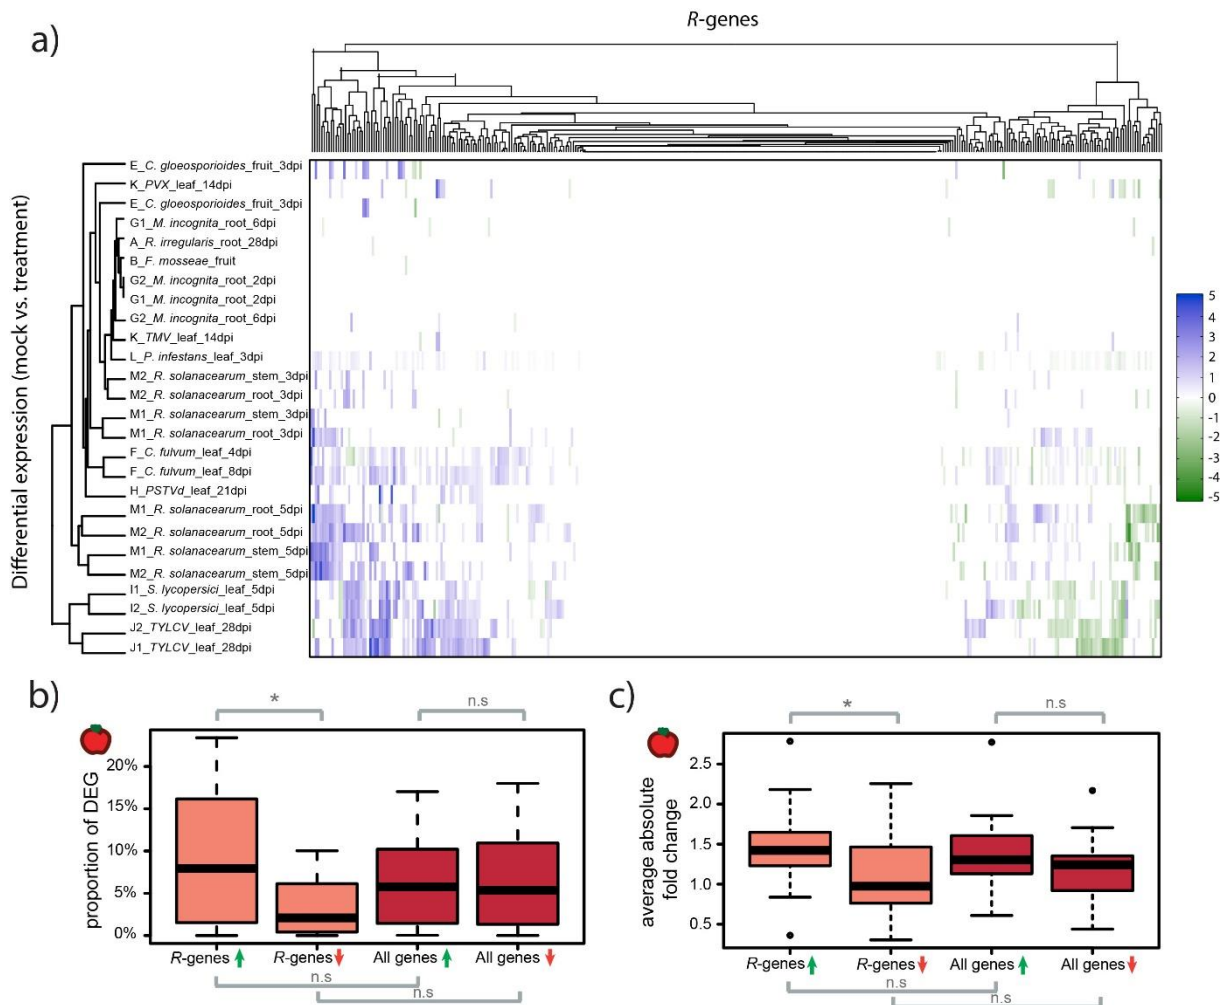 R-genes
a)
Differential expression (mock vs. treatment)
E_C. gloeosporioides_fruit_3dpi
K_PVX_leaf_14dpi
E_C. gloeosporioides_fruit_3dpi
G1_M. incognita_root_6dpi
A_R. irregularis_root_28dpi
B_F. mosseae_fruit
G2_M. incognita_root_2dpi
G1_M. incognita_root_2dpi
G2_M. incognita_root_6dpi
K_TMV_leaf_14dpi
L_P. infestans_leaf_3dpi
M2_R. solanacearum_stem_3dpi
M2_R. solanacearum_root_3dpi
M1_R. solanacearum_stem_3dpi
M1_R. solanacearum_root_3dpi
F_C. fulvum_leaf_4dpi
F_C. fulvum_leaf_8dpi
H_PSTVd_leaf_21dpi
M1_R. solanacearum_root_5dpi
M2_R. solanacearum_root_5dpi
M1_R. solanacearum_stem_5dpi
M2_R. solanacearum_stem_5dpi
I1_S. lycopersici_leaf_5dpi
I2_S. lycopersici_leaf_5dpi
J2_TYLCV_leaf_28dpi
J1_TYLCV_leaf_28dpi
5
4
3
2
1
0
-1
-2
-3
-4
-5
b)
*
n.s
proportion of DEG
20%
15%
10%
5%
0%
R-genes
R-genes
All genes
All genes
n.s
n.s
c)
*
n.s
average absolute
fold change
2.5
2.0
1.5
1.0
0.5
R-genes
R-genes
All genes
All genes
n.s
n.s